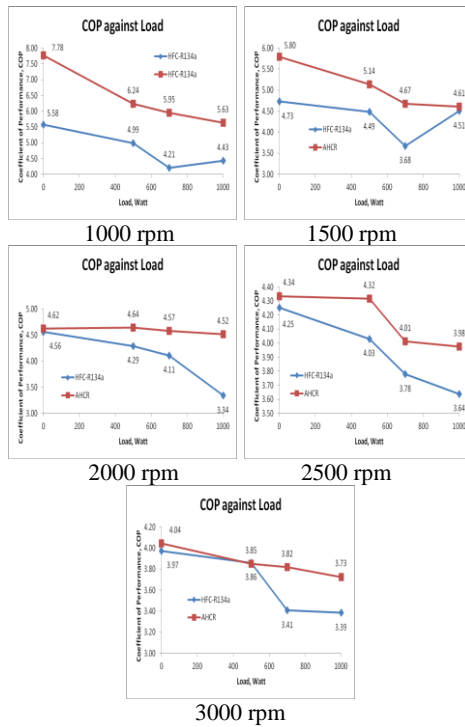 COP against Load
Coefficient of Performance, COP
8.00
7.50
7.00
6.50
6.00
5.50
5.00
4.50
4.00
7.78
6.24
5.95
5.63
5.58
4.99
4.21
4.43
HFC-R134a
HFC-R134a
0 200 400 600 800 1000
Load, Watt
1000 rpm
COP against Load
Coefficient of Performance, COP
6.00
5.50
5.00
4.50
4.00
3.50
3.00
5.80
5.14
4.67
4.61
4.73
4.49
3.68
4.51
HFC-R134a
AHCR
0 200 400 600 800 1000
Load, Watt
1500 rpm
COP against Load
Coefficient of Performance, COP
5.00
4.50
4.00
3.50
3.00
4.62
4.64
4.57
4.52
4.56
4.29
4.11
3.34
HFC-R134a
AHCR
0 200 400 600 800 1000
Load, Watt
2000 rpm
COP against Load
Coefficient of Performance, COP
4.40
4.30
4.20
4.10
4.00
3.90
3.80
3.70
3.60
3.50
4.34
4.32
4.01
3.98
4.25
4.03
3.78
3.64
HFC-R134a
AHCR
0 200 400 600 800 1000
Load, Watt
2500 rpm
COP against Load
Coefficient of Performance, COP
4.20
4.00
3.80
3.60
3.40
3.20
3.00
4.04
3.85
3.82
3.73
3.97
3.86
3.41
3.39
HFC-R134a
AHCR
0 200 400 600 800 1000
Load, Watt
3000 rpm